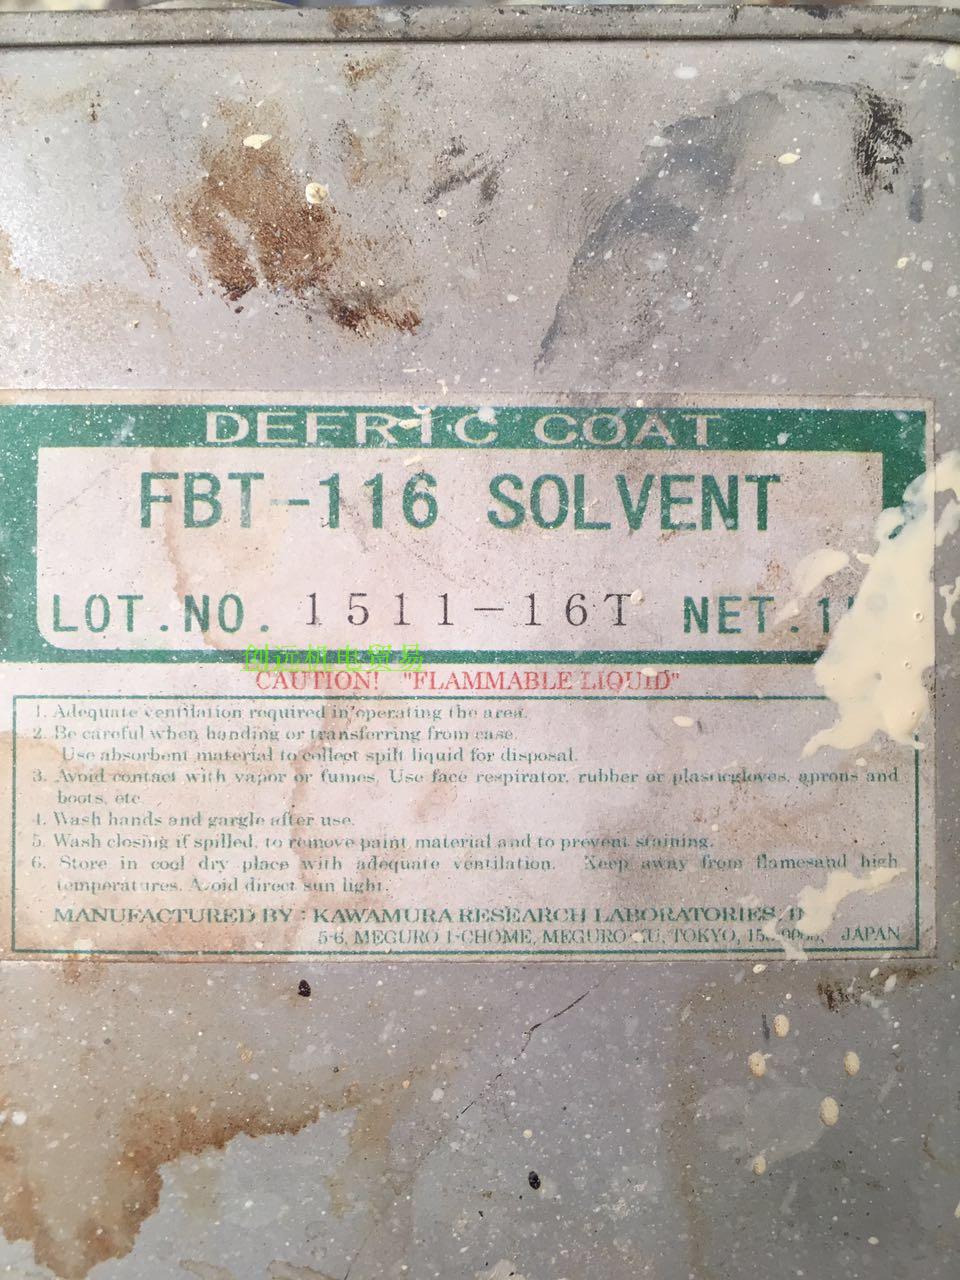 DEFRIC COAT
FBT-116 SOLVENT
LOT.NO. 1511-16T NET.1
创远机电贸易
CAUTION! "FLAMMABLE LIQUID"
1. Adequate ventilation required in operating the area.
2. Be careful when handing or transferring from case.
Use absorbent material to collect spilt liquid for disposal.
3. Avoid contact with vapor or fumes. Use face respirator, rubber or plasticgloves, aprons and
boots, etc.
4. Wash hands and gargle after use.
5. Wash closing if spilled, to remove paint material and to prevent staining.
6. Store in cool dry place with adequate ventilation. Keep away from flamesand high
temperatures. Avoid direct sun light.
MANUFACTURED BY : KAWAMURA RESEARCH LABORATORIES,
5-6, MEGURO 1-CHOME, MEGURO-KU, TOKYO, JAPAN